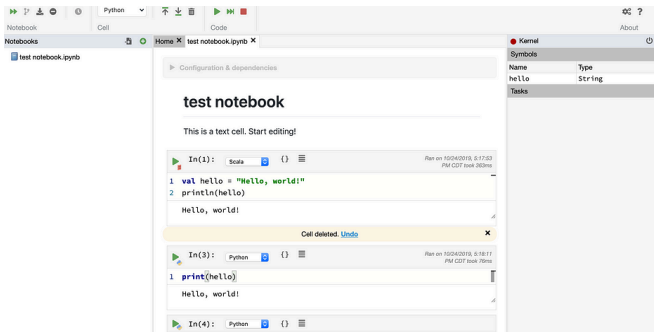 Python
Notebook
Cell
Code
About
Notebooks
Home × test notebook.ipynb ×
Kernel
test notebook.ipynb
Symbols
Name Type
hello String
Tasks
Configuration & dependencies
test notebook
This is a text cell. Start editing!
In(1): Scala {}
Ran on 10/24/2019, 5:17:53
PM CDT took 363ms
1 val hello = "Hello, world!"
2 println(hello)
Hello, world!
Cell deleted. Undo ×
In(3): Python {}
Ran on 10/24/2019, 5:18:11
PM CDT took 76ms
1 print(hello)
Hello, world!
In(4): Python {}